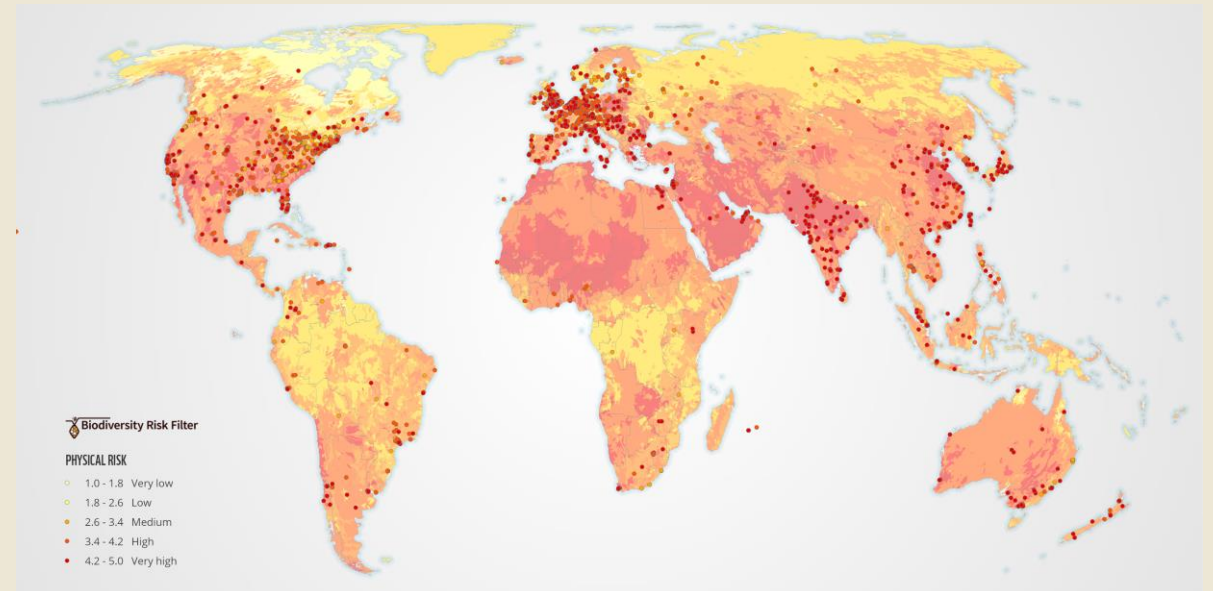 Biodiversity Risk Filter
PHYSICAL RISK
1.0 - 1.8 Very low
1.8 - 2.6 Low
2.6 - 3.4 Medium
3.4 - 4.2 High
4.2 - 5.0 Very high